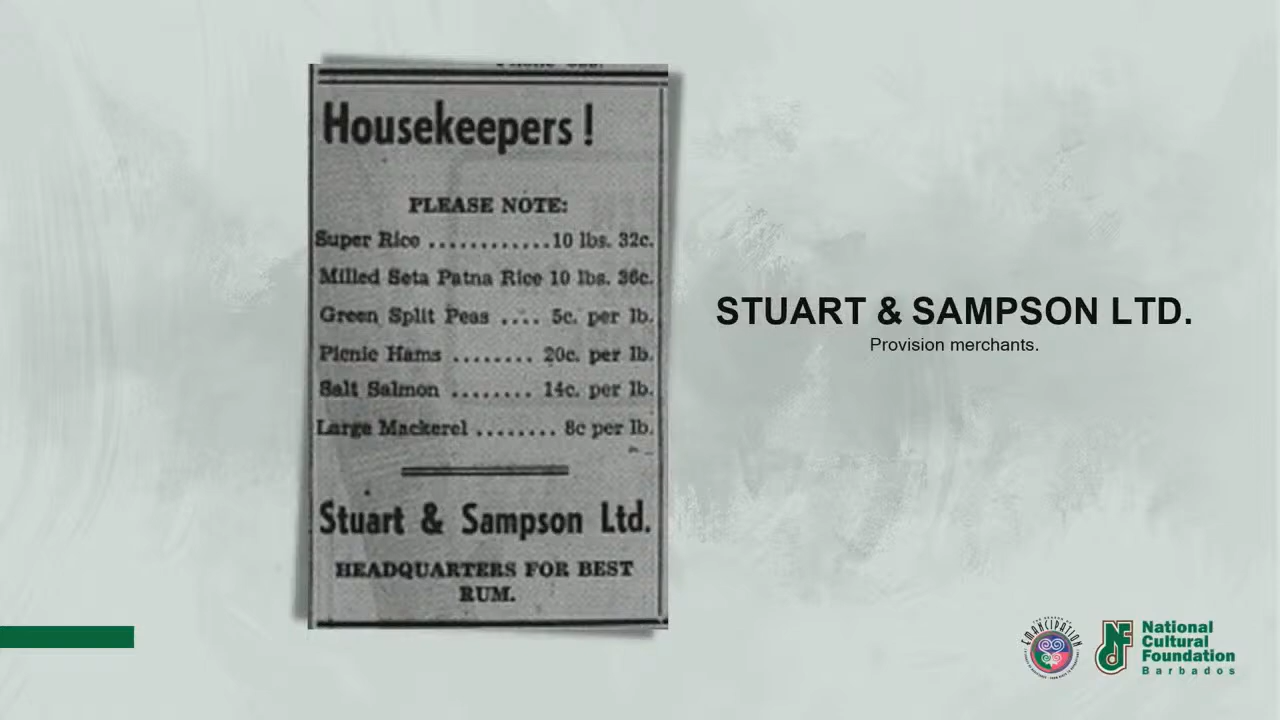 Housekeepers !
PLEASE NOTE:
Super Rice ............10 lbs. 32c.
Milled Seta Patna Rice 10 lbs. 36c.
Green Split Peas .... 5c. per lb.
Picnic Hams ........ 20c. per lb.
Salt Salmon ........ 14c. per lb.
Large Mackerel ........ 8c per lb.
Stuart & Sampson Ltd.
HEADQUARTERS FOR BEST
RUM.
STUART & SAMPSON LTD.
Provision merchants.
EMANCIPATION
National
Cultural
Foundation
Barbados